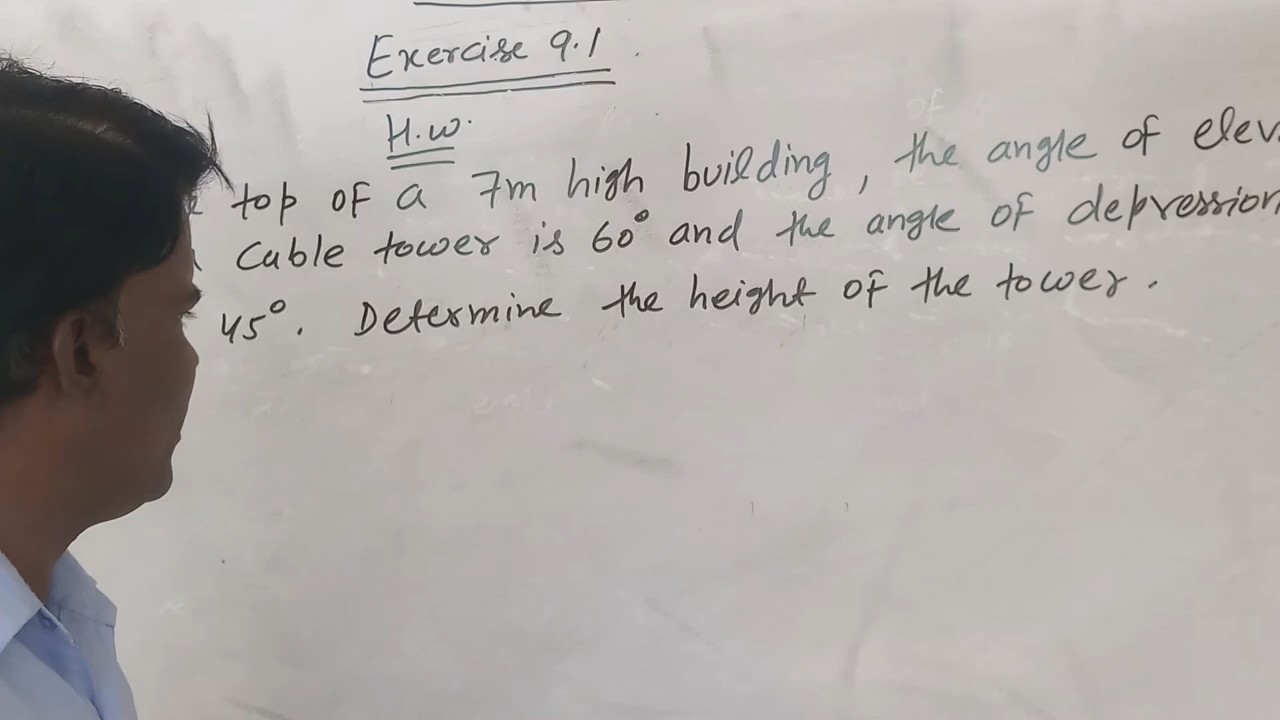 Exercise 9.1
H.W.
top of a 7m high building, the angle of elev
Cable tower is 60° and the angle of depression
45°. Determine the height of the tower.